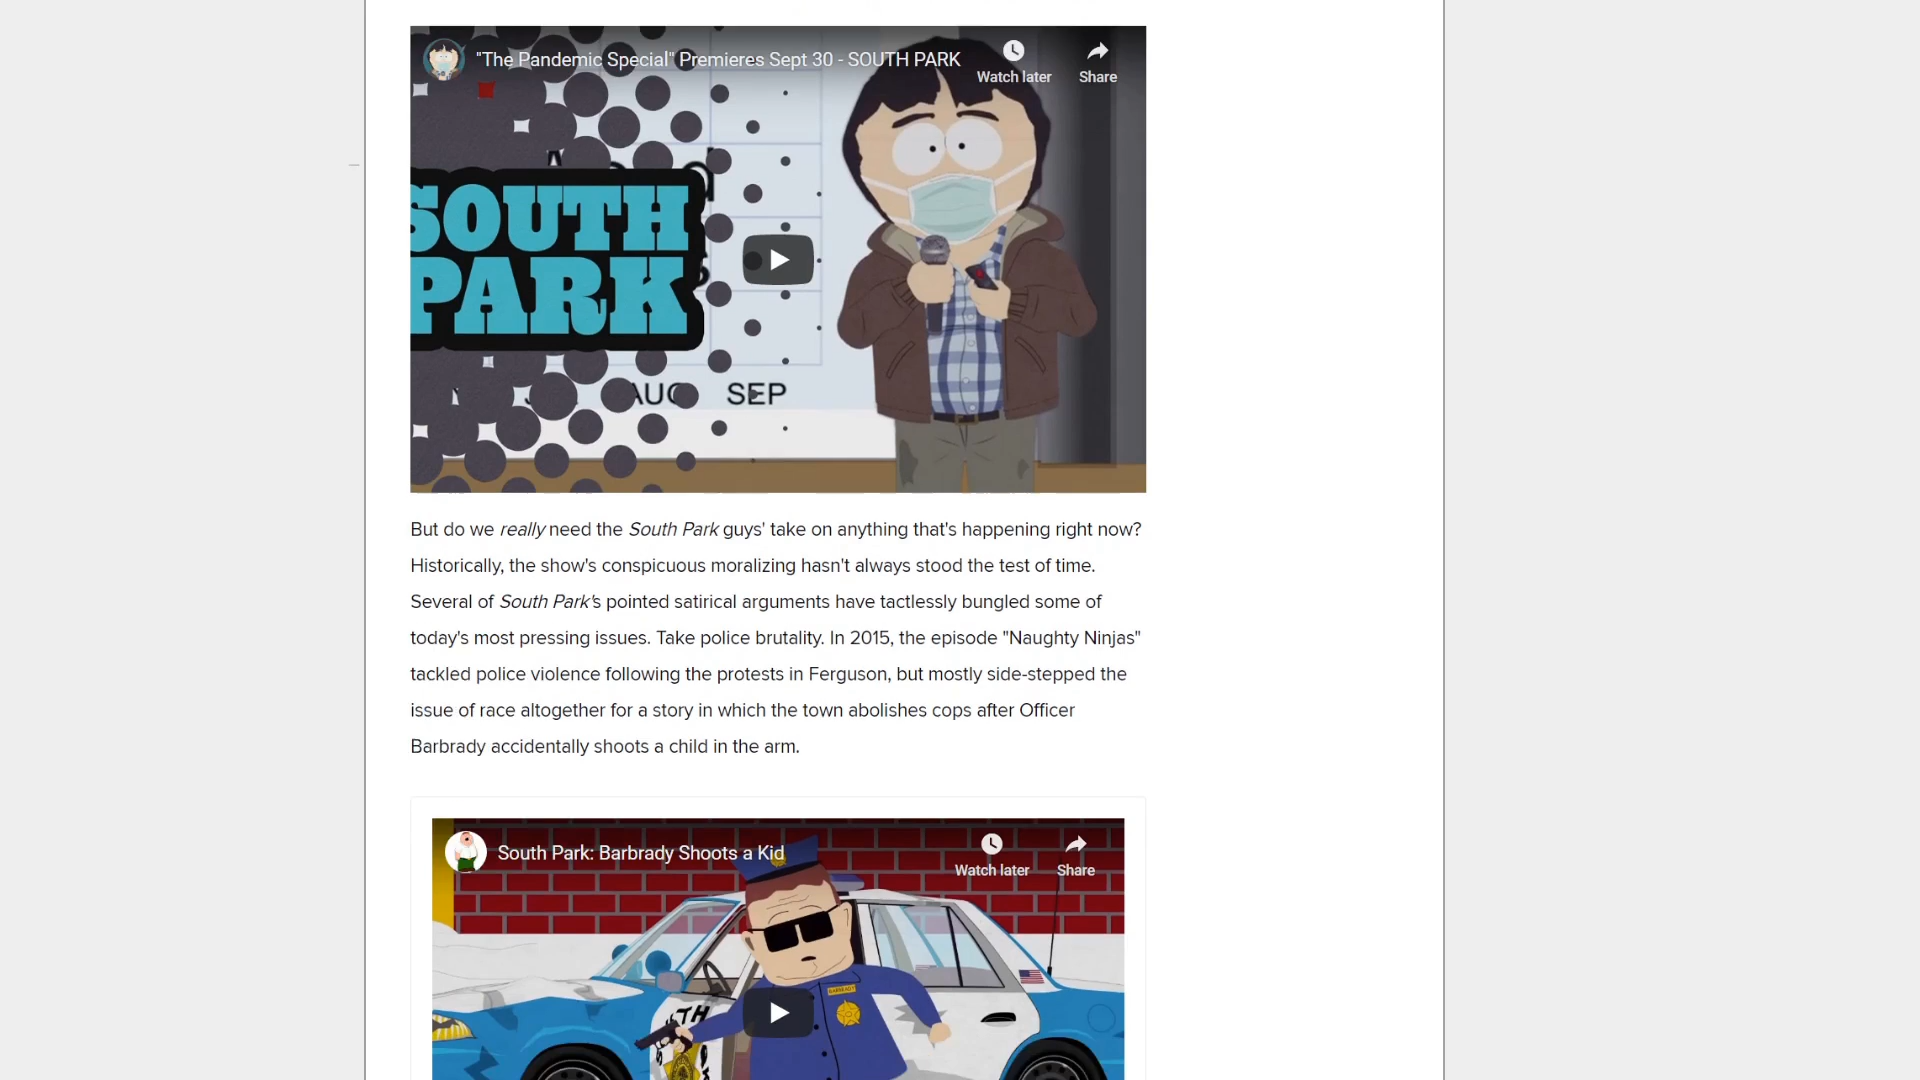 "The Pandemic Special" Premieres Sept 30 - SOUTH PARK
Watch later
Share
SOUTH
PARK
AUG
SEP
But do we really need the South Park guys' take on anything that's happening right now?
Historically, the show's conspicuous moralizing hasn't always stood the test of time.
Several of South Park's pointed satirical arguments have tactlessly bungled some of
today's most pressing issues. Take police brutality. In 2015, the episode "Naughty Ninjas"
tackled police violence following the protests in Ferguson, but mostly side-stepped the
issue of race altogether for a story in which the town abolishes cops after Officer
Barbrady accidentally shoots a child in the arm.
South Park: Barbrady Shoots a Kid
Watch later
Share
BARBRADY